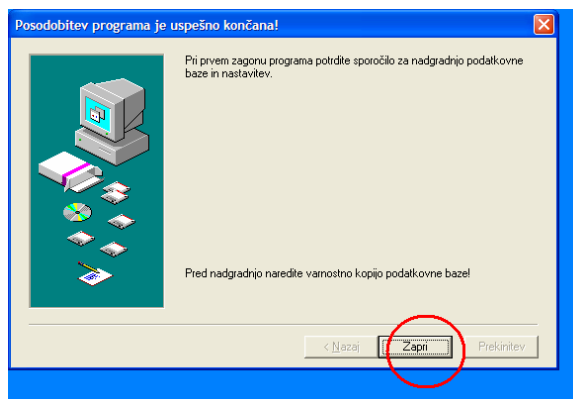 Posodobitev programa je uspešno končana!
Pri prvem zagonu programa potrdite sporočilo za nadgradnjo podatkovne
baze in nastavitev.
Pred nadgradnjo naredite varnostno kopijo podatkovne baze!
< Nazaj
Zapri
Prekinitev